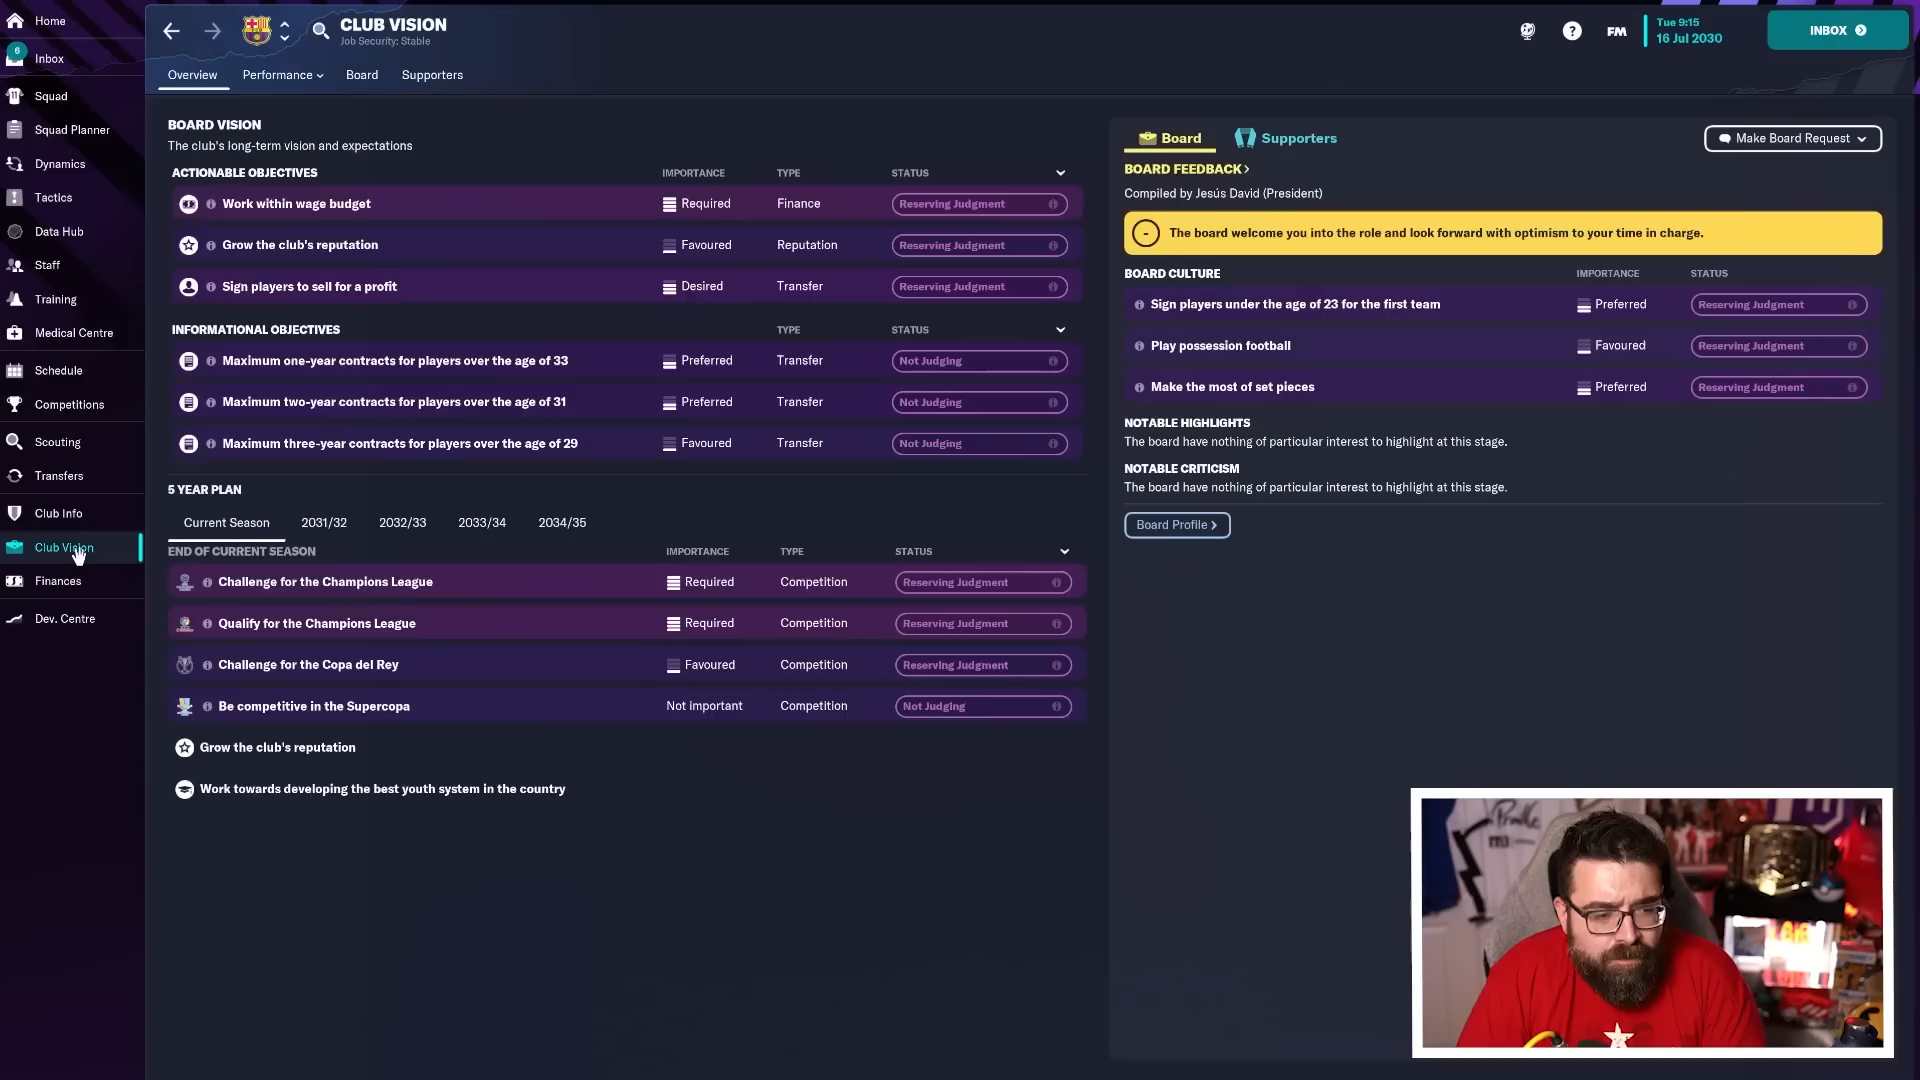 Home
6
Inbox
Squad
Squad Planner
Dynamics
Tactics
Data Hub
Staff
Training
Medical Centre
Schedule
Competitions
Scouting
Transfers
Club Info
Club Vision
Finances
Dev. Centre
CLUB VISION
Job Security: Stable
FM
Tue 9:15
16 Jul 2030
INBOX
Overview
Performance
Board
Supporters
BOARD VISION
The club's long-term vision and expectations
ACTIONABLE OBJECTIVES IMPORTANCE TYPE STATUS
Work within wage budget Required Finance Reserving Judgment
Grow the club's reputation Favoured Reputation Reserving Judgment
Sign players to sell for a profit Desired Transfer Reserving Judgment
INFORMATIONAL OBJECTIVES TYPE STATUS
Maximum one-year contracts for players over the age of 33 Preferred Transfer Not Judging
Maximum two-year contracts for players over the age of 31 Preferred Transfer Not Judging
Maximum three-year contracts for players over the age of 29 Favoured Transfer Not Judging
5 YEAR PLAN
Current Season 2031/32 2032/33 2033/34 2034/35
END OF CURRENT SEASON IMPORTANCE TYPE STATUS
Challenge for the Champions League Required Competition Reserving Judgment
Qualify for the Champions League Required Competition Reserving Judgment
Challenge for the Copa del Rey Favoured Competition Reserving Judgment
Be competitive in the Supercopa Not important Competition Not Judging
Grow the club's reputation
Work towards developing the best youth system in the country
Board Supporters Make Board Request
BOARD FEEDBACK >
Compiled by Jesús David (President)
The board welcome you into the role and look forward with optimism to your time in charge.
BOARD CULTURE IMPORTANCE STATUS
Sign players under the age of 23 for the first team Preferred Reserving Judgment
Play possession football Favoured Reserving Judgment
Make the most of set pieces Preferred Reserving Judgment
NOTABLE HIGHLIGHTS
The board have nothing of particular interest to highlight at this stage.
NOTABLE CRITICISM
The board have nothing of particular interest to highlight at this stage.
Board Profile >